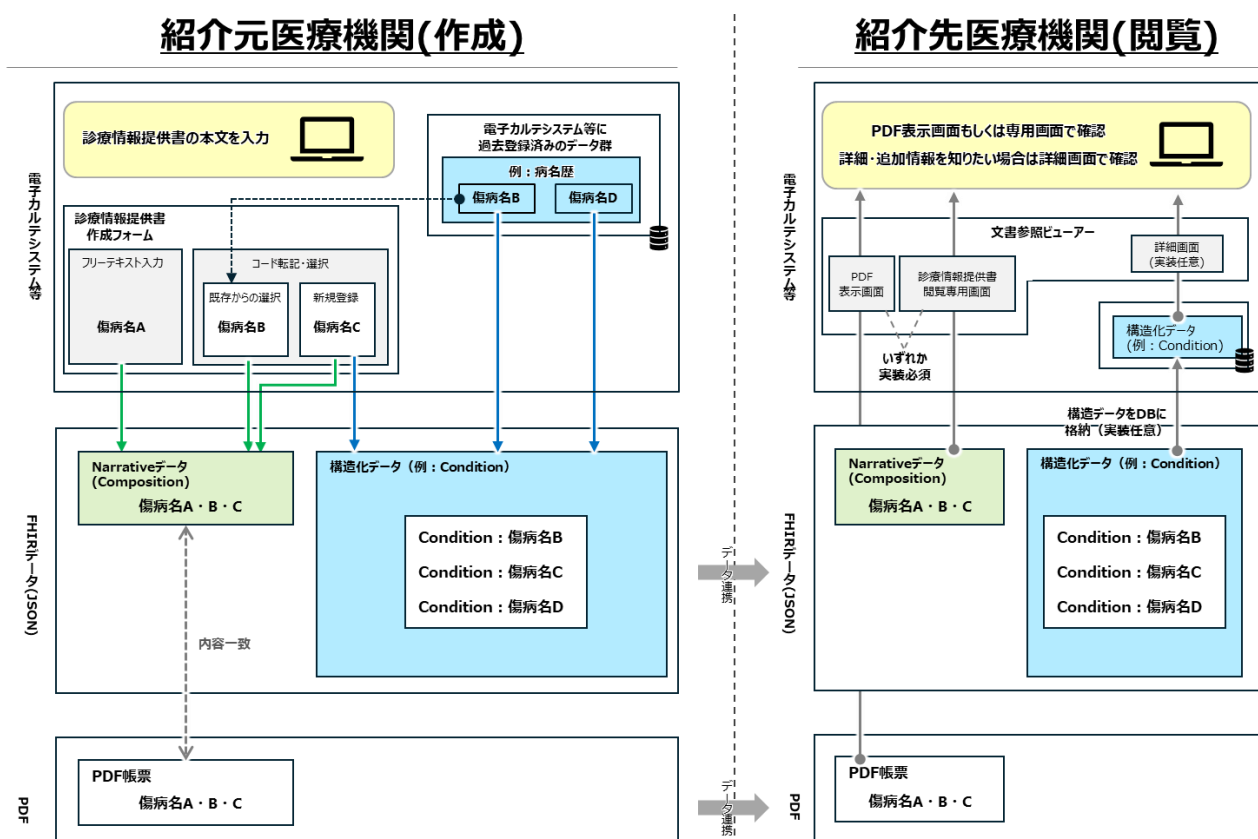 紹介元医療機関(作成)
電子カルテシステム等
診療情報提供書の本文を入力
電子カルテシステム等に
過去登録済みのデータ群
例：病名歴
傷病名B
傷病名D
診療情報提供書
作成フォーム
フリーテキスト入力
傷病名A
コード転記・選択
既存からの選択
傷病名B
新規登録
傷病名C
FHIRデータ(JSON)
Narrativeデータ
(Composition)
傷病名A・B・C
構造化データ（例：Condition）
Condition：傷病名B
Condition：傷病名C
Condition：傷病名D
内容一致
PDF
PDF帳票
傷病名A・B・C
データ連携
データ連携
紹介先医療機関(閲覧)
電子カルテシステム等
PDF表示画面もしくは専用画面で確認
詳細・追加情報を知りたい場合は詳細画面で確認
文書参照ビューアー
PDF
表示画面
診療情報提供書
閲覧専用画面
詳細画面
(実装任意)
いずれか
実装必須
構造化データ
(例：Condition)
構造データをDBに
格納（実装任意）
FHIRデータ(JSON)
Narrativeデータ
(Composition)
傷病名A・B・C
構造化データ（例：Condition）
Condition：傷病名B
Condition：傷病名C
Condition：傷病名D
PDF
PDF帳票
傷病名A・B・C